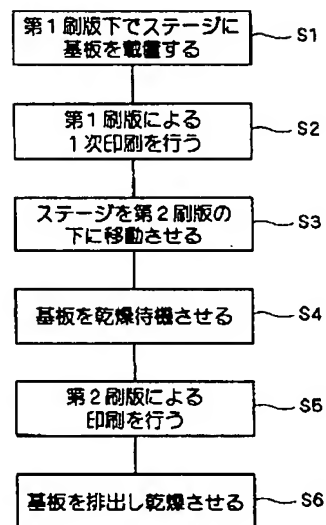 第1刷版下でステージに
基板を載置する
S1
第1刷版による
1次印刷を行う
S2
ステージを第2刷版の
下に移動させる
S3
基板を乾燥待機させる
S4
第2刷版による
印刷を行う
S5
基板を排出し乾燥させる
S6